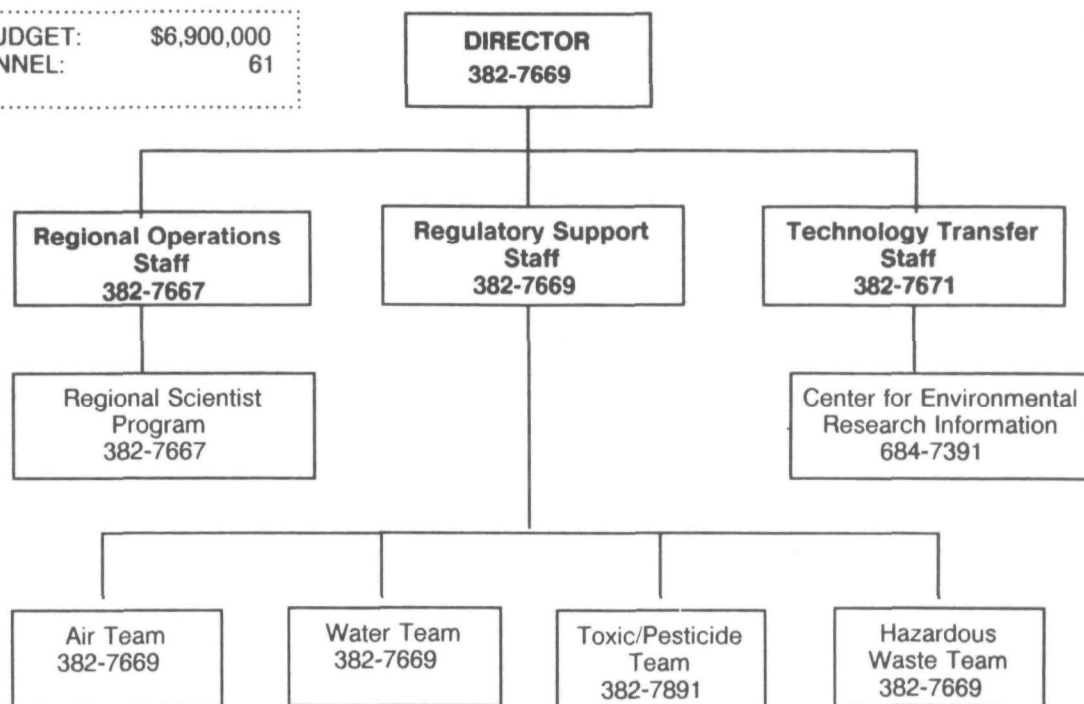 UDGET: $6,900,000
NNEL: 61
DIRECTOR
382-7669
Regional Operations
Staff
382-7667
Regulatory Support
Staff
382-7669
Technology Transfer
Staff
382-7671
Regional Scientist
Program
382-7667
Center for Environmental
Research Information
684-7391
Air Team
382-7669
Water Team
382-7669
Toxic/Pesticide
Team
382-7891
Hazardous
Waste Team
382-7669